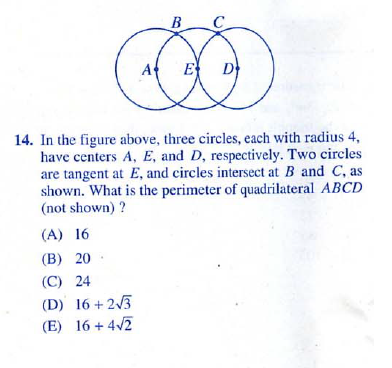 B C
A E D
14. In the figure above, three circles, each with radius 4,
have centers A, E, and D, respectively. Two circles
are tangent at E, and circles intersect at B and C, as
shown. What is the perimeter of quadrilateral ABCD
(not shown) ?
(A) 16
(B) 20
(C) 24
(D) 16 + 2√3
(E) 16 + 4√2